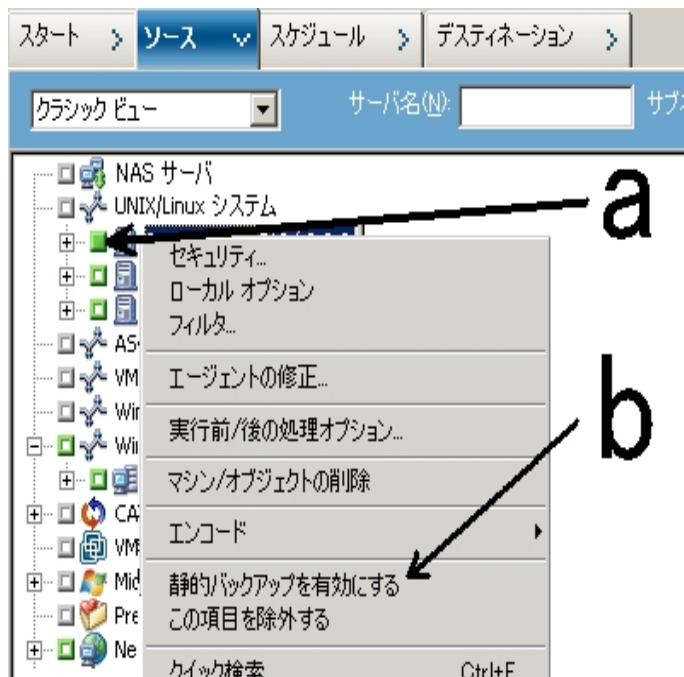 スタート ソース スケジュール デスティネーション
クラシック ビュー サーバ名(N):
NAS サーバ
UNIX/Linux システム
a
セキュリティ...
ローカル オプション
フィルタ...
エージェントの修正...
実行前/後の処理オプション...
b
マシン/オブジェクトの削除
エンコード
静的バックアップを有効にする
この項目を除外する
クイック検索 Ctrl+F